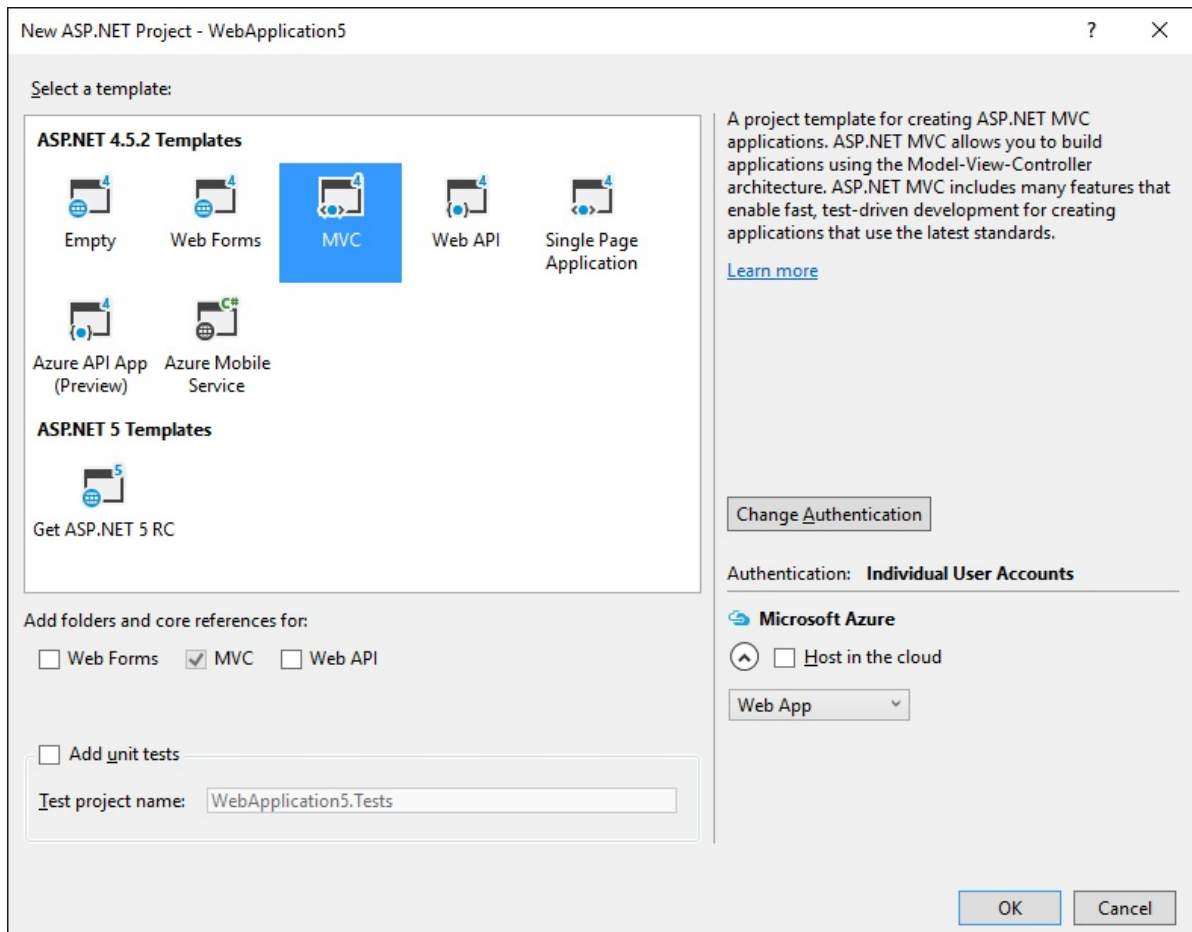 New ASP.NET Project - WebApplication5
?
Select a template:
ASP.NET 4.5.2 Templates
4
4
4
4
4
Empty
Web Forms
MVC
Web API
Single Page
Application
4
C#
Azure API App
(Preview)
Azure Mobile
Service
ASP.NET 5 Templates
5
Get ASP.NET 5 RC
A project template for creating ASP.NET MVC
applications. ASP.NET MVC allows you to build
applications using the Model-View-Controller
architecture. ASP.NET MVC includes many features that
enable fast, test-driven development for creating
applications that use the latest standards.
Learn more
Change Authentication
Authentication: Individual User Accounts
Microsoft Azure
Host in the cloud
Web App
Add folders and core references for:
Web Forms
MVC
Web API
Add unit tests
Test project name:
WebApplication5.Tests
OK
Cancel